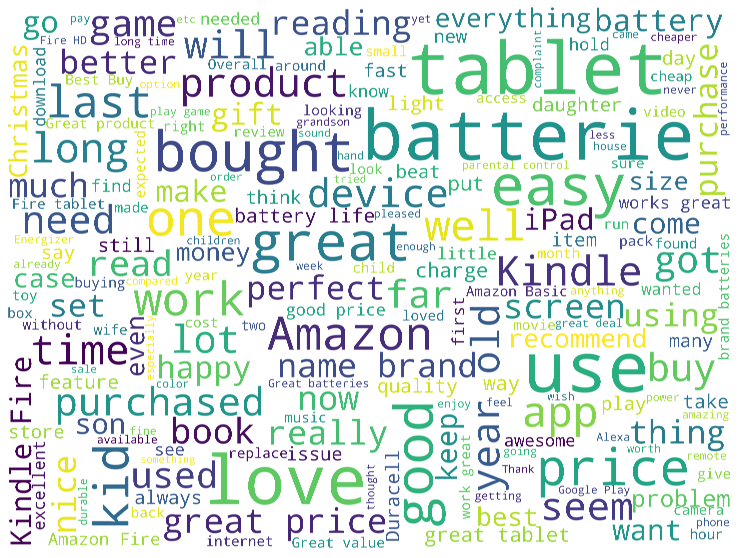 go
game
reading
everything
battery
Fire HD
pay
long time
etc
needed
yet
option
Best Buy
better
will
able
new
hold
day
small
came
cheaper
complaint
Overall
around
fast
know
product
tablet
cheap
never
performance
download
last
Christmas
play game
gift
looking
grandson
light
access
daughter
video
purchase
Great product
right
review
sound
less
house
expected
batterie
long
bought
hand
look
beat
parental control
sure
much
find
make
tried
think
device
put
easy
size
works great
Fire tablet
made
order
need
one
battery life
pleased
well
iPad
come
run
Energizer
say
still
great
children
enough
little
item
pack
found
already
case
read
money
year
week
child
charge
Kindle
month
got
anything
toy
buying
compared
perfect
far
Amazon Basic
wanted
brand batteries
box
set
work
good price
loved
first
screen
using
without
wife
even
cost
two
Amazon
movie
great deal
many
time
lot
name brand
old
recommend
sale
especially
happy
feature
color
Great batteries
quality
way
use
buy
Kindle Fire
purchased
now
music
enjoy
feel
wish
play
power
take
store
fine
app
amazing
son
book
really
good
keep
year
awesome
Alexa
thing
nice
kid
available
see
replace
issue
excellent
used
love
thought
Duracell
going
worth
remote
price
durable
something
always
work great
Thank
Google Play
give
problem
back
great price
best
getting
seem
camera
phone
Amazon Fire
internet
Great value
great tablet
want
hour